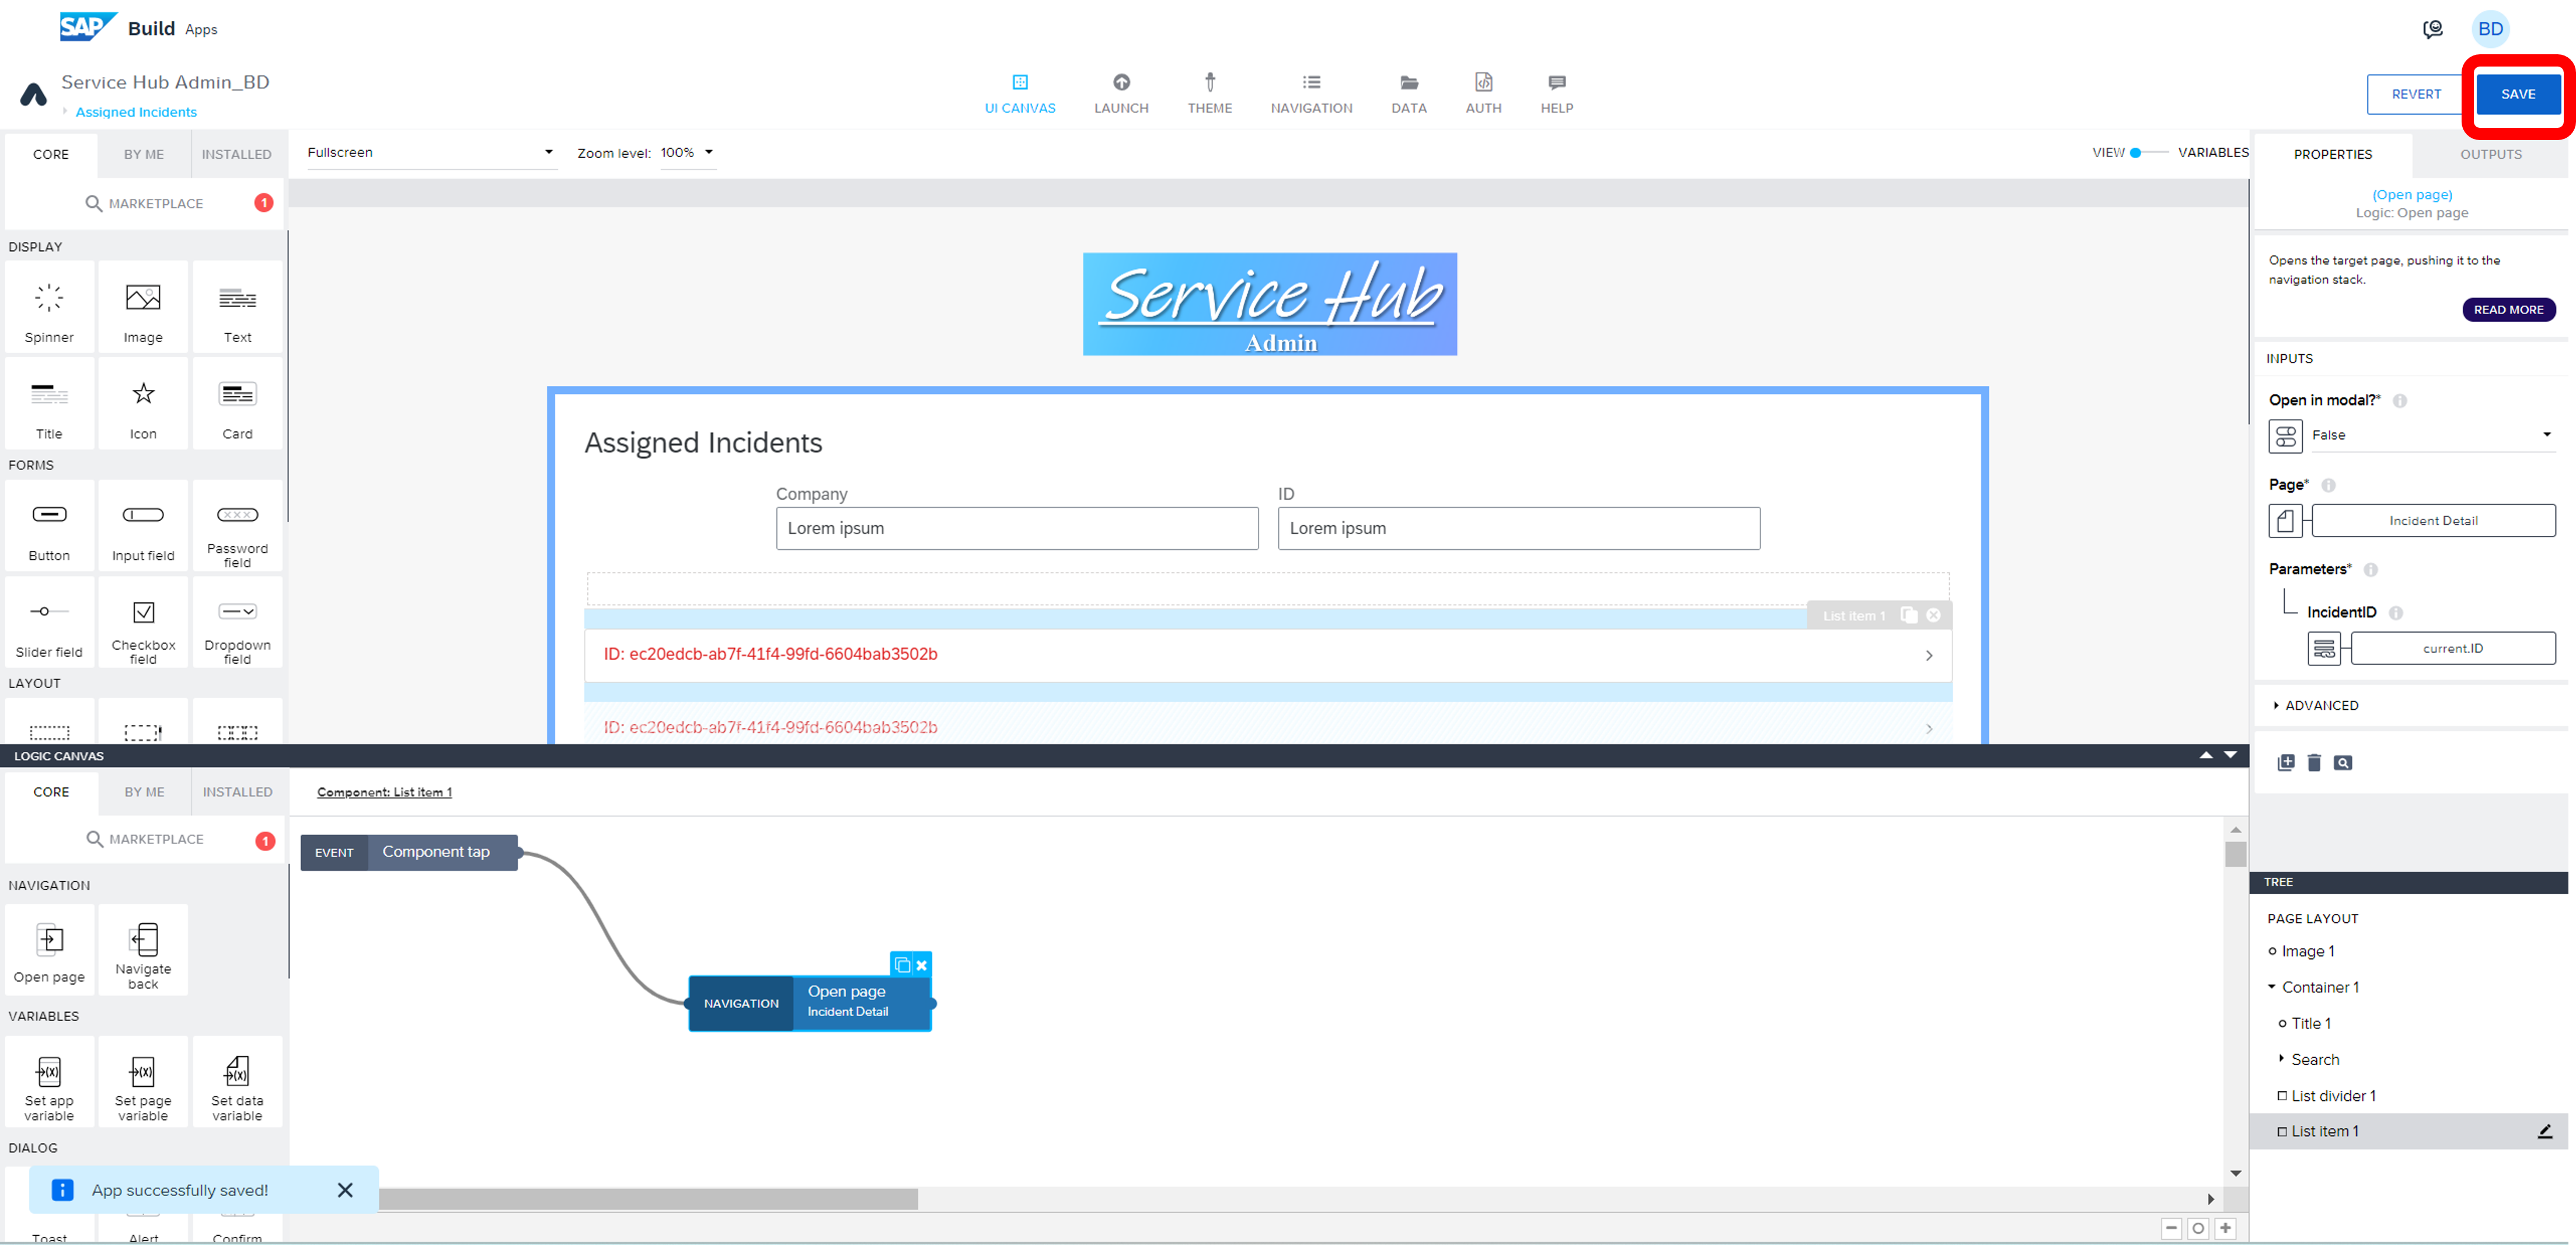 SAP Build Apps
BD
Service Hub Admin_BD
Assigned Incidents
UI CANVAS
LAUNCH
THEME
NAVIGATION
DATA
AUTH
HELP
REVERT
SAVE
CORE
BY ME
INSTALLED
MARKETPLACE
1
DISPLAY
Spinner
Image
Text
Title
Icon
Card
FORMS
Button
Input field
Password
field
Slider field
Checkbox
field
Dropdown
field
LAYOUT
Fullscreen
Zoom level: 100%
VIEW
VARIABLES
Service Hub
Admin
Assigned Incidents
Company
ID
Lorem ipsum
Lorem ipsum
List item 1
ID: ec20edcb-ab7f-41f4-99fd-6604bab3502b
ID: ec20edcb-ab7f-41f4-99fd-6604bab3502b
PROPERTIES
OUTPUTS
(Open page)
Logic: Open page
Opens the target page, pushing it to the
navigation stack.
READ MORE
INPUTS
Open in modal?*
False
Page*
Incident Detail
Parameters*
IncidentID
current.ID
ADVANCED
LOGIC CANVAS
CORE
BY ME
INSTALLED
MARKETPLACE
1
NAVIGATION
Open page
Navigate
back
VARIABLES
Set app
variable
Set page
variable
Set data
variable
DIALOG
App successfully saved!
Toast
Alert
Confirm
Component: List item 1
EVENT
Component tap
NAVIGATION
Open page
Incident Detail
TREE
PAGE LAYOUT
Image 1
Container 1
Title 1
Search
List divider 1
List item 1